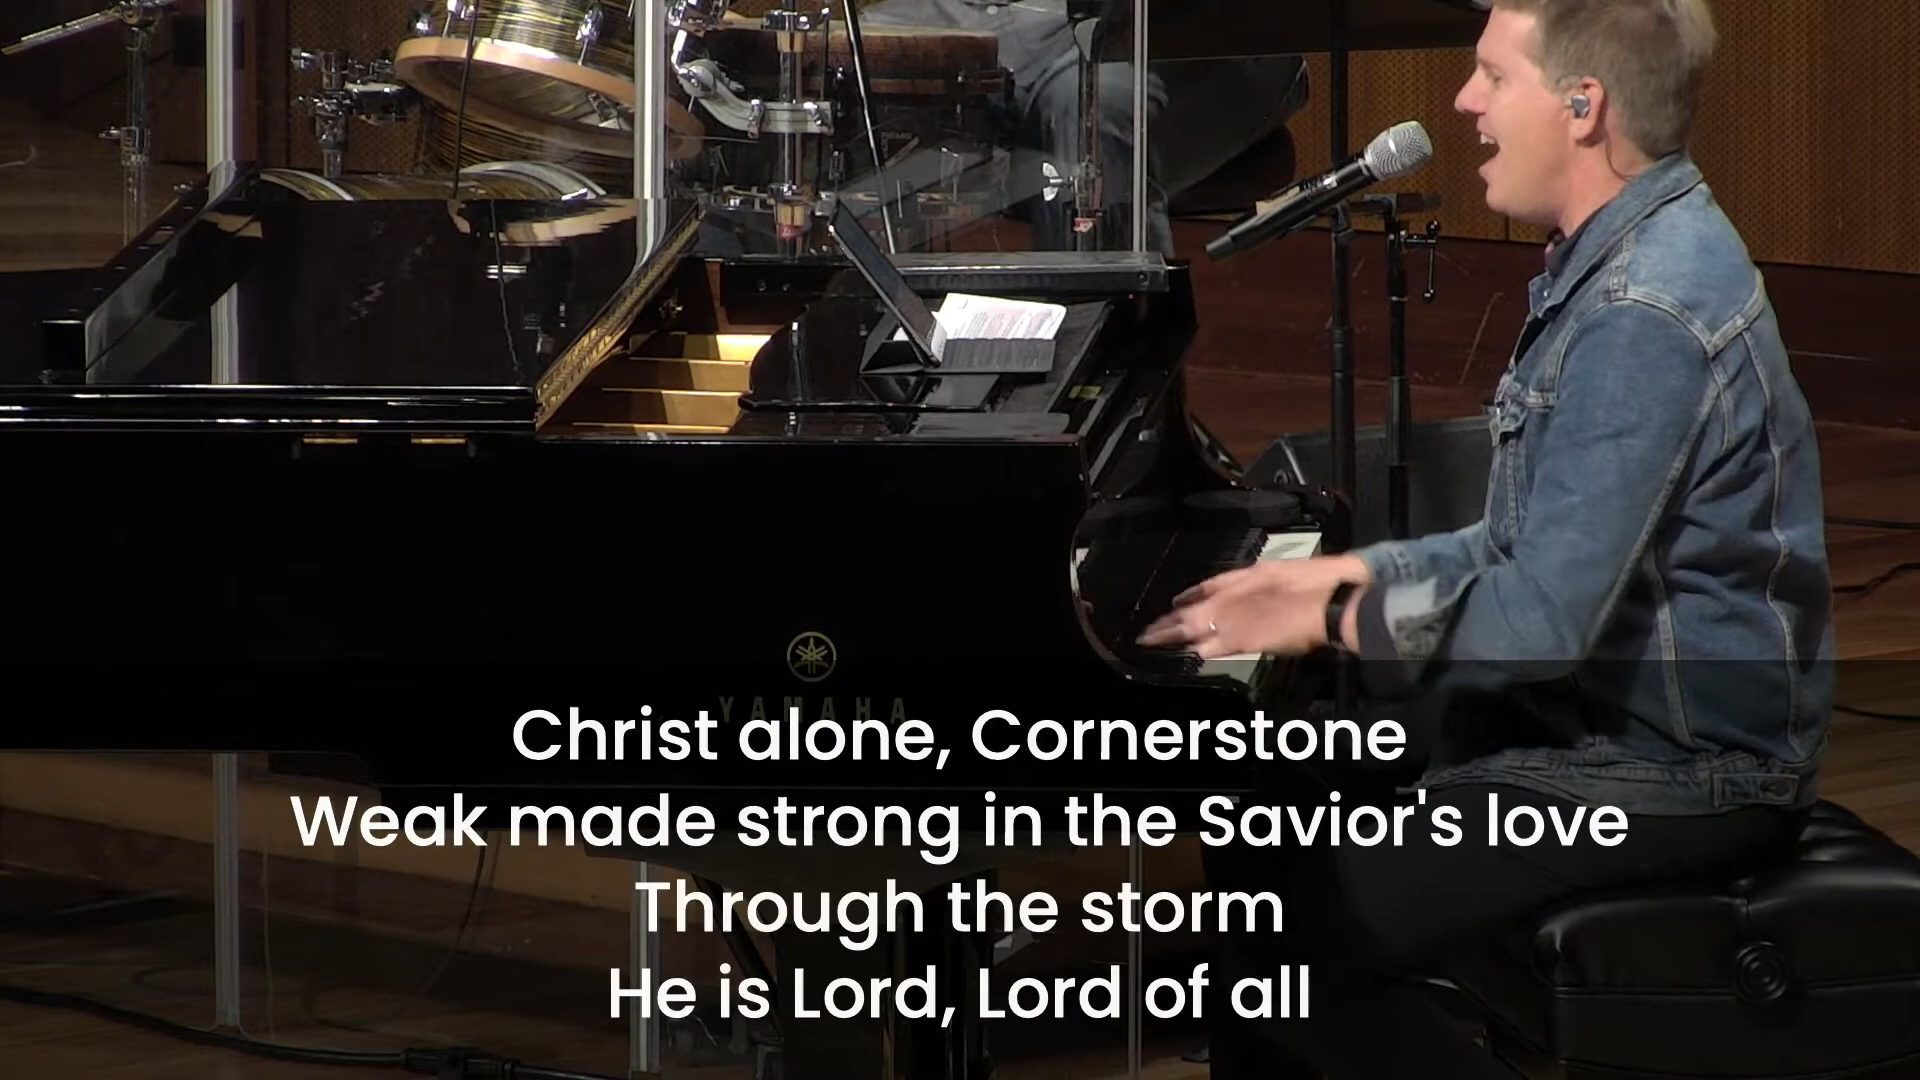 YAMAHA
Christ alone, Cornerstone
Weak made strong in the Savior's love
Through the storm
He is Lord, Lord of all